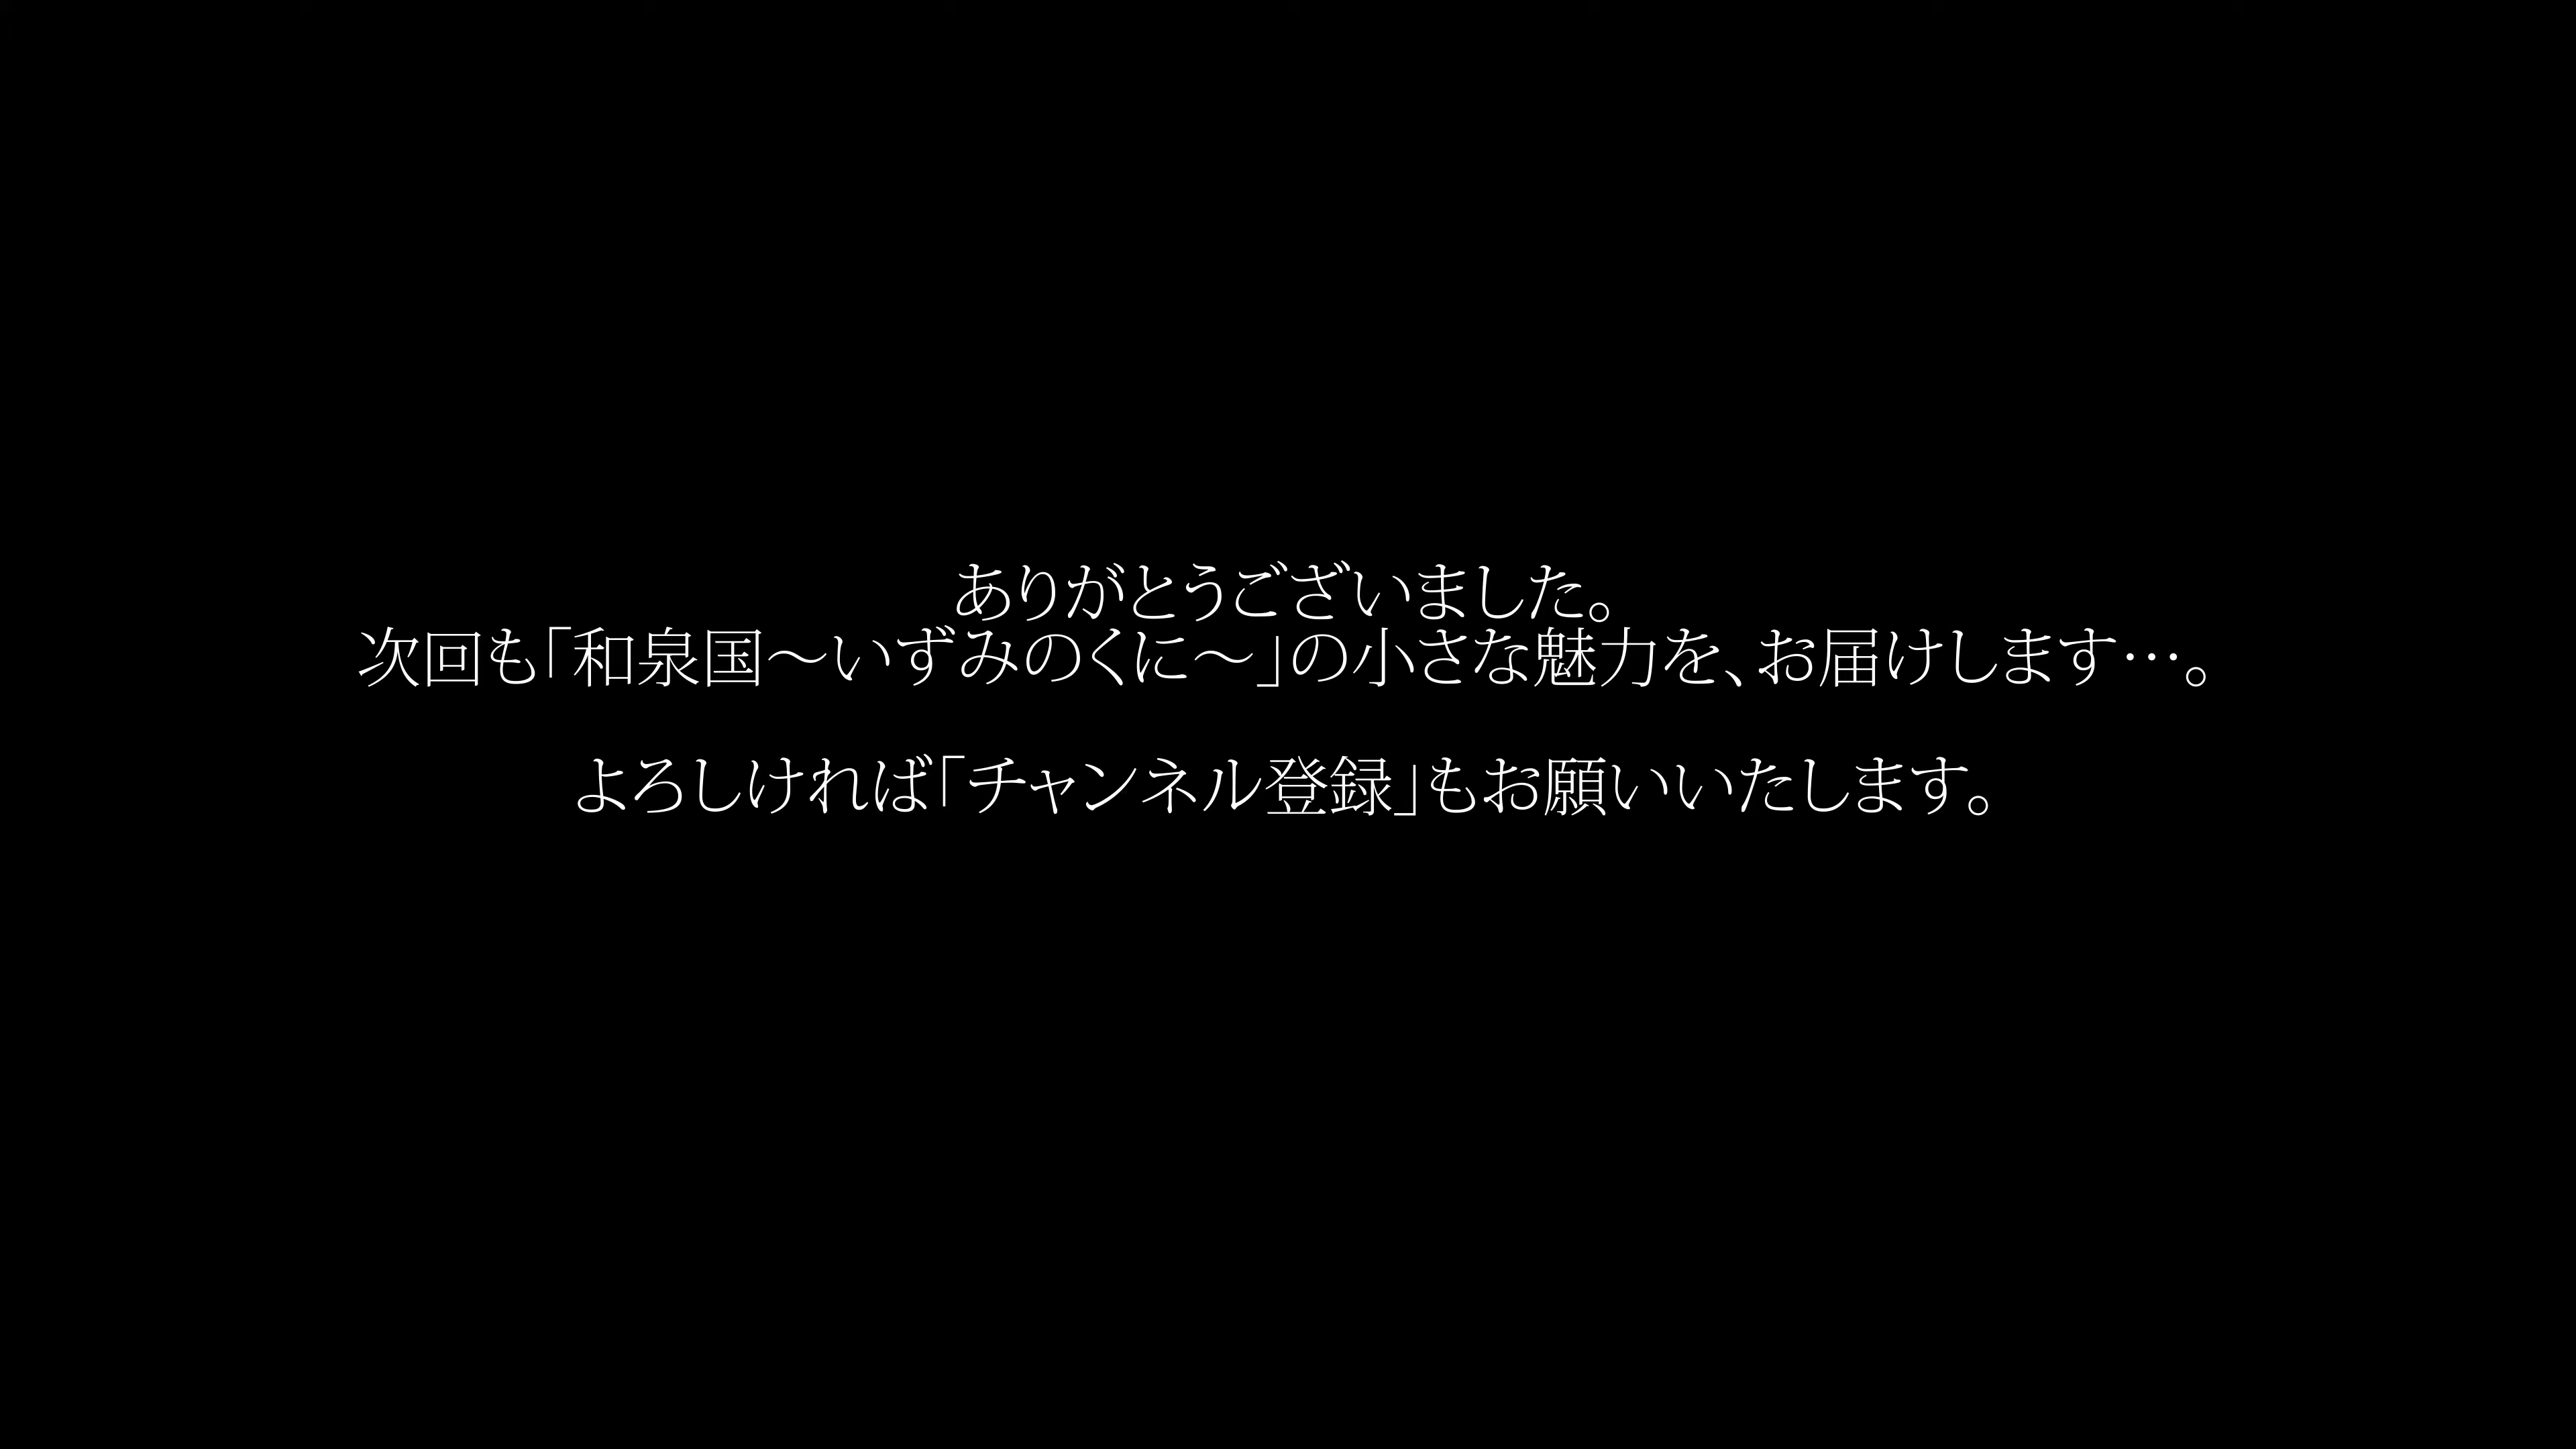 ありがとうございました。
次回も「和泉国～いずみのくに～」の小さな魅力を、お届けします…。
よろしければ「チャンネル登録」もお願いいたします。